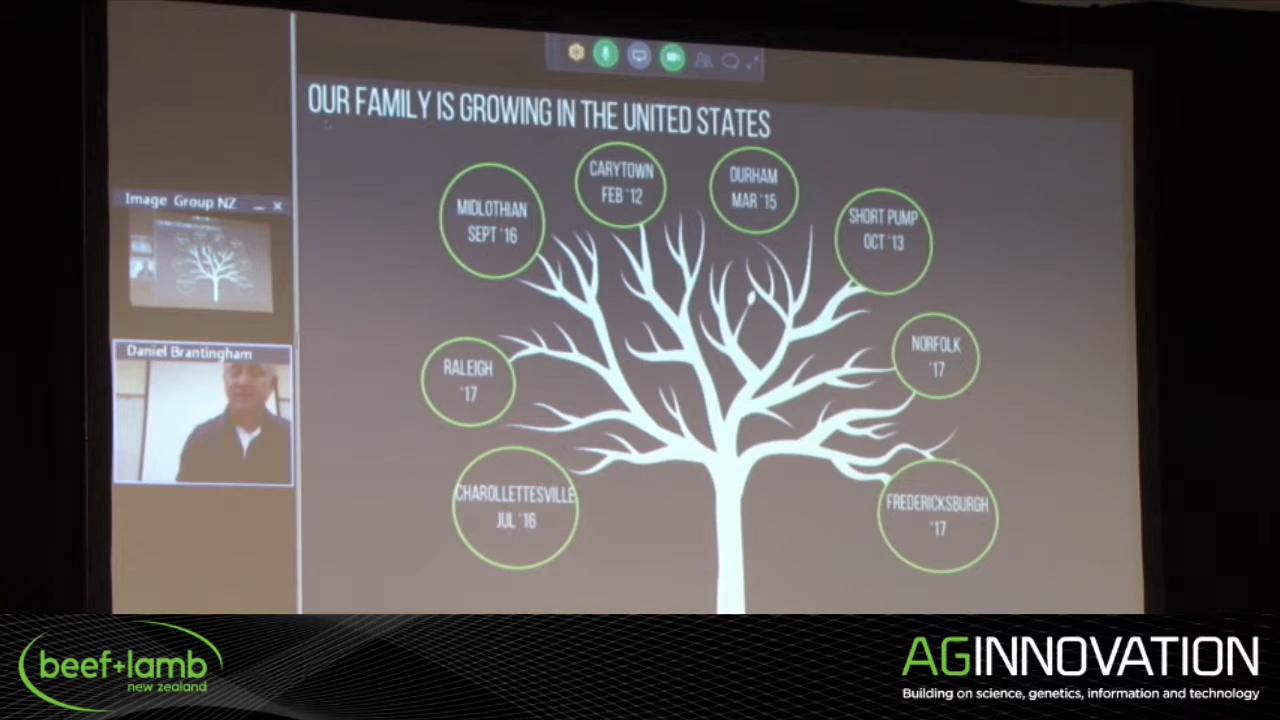 OUR FAMILY IS GROWING IN THE UNITED STATES
Image Group NZ
Daniel Brantingham
CARYTOWN
FEB '12
DURHAM
MAR '15
MIDLOTHIAN
SEPT '16
SHORT PUMP
OCT '13
RALEIGH
'17
NORFOLK
'17
CHAROLLETTESVILLE
JUL '16
FREDERICKSBURGH
'17
beef+lamb
new zealand
AGINNOVATION
Building on science, genetics, information and technology